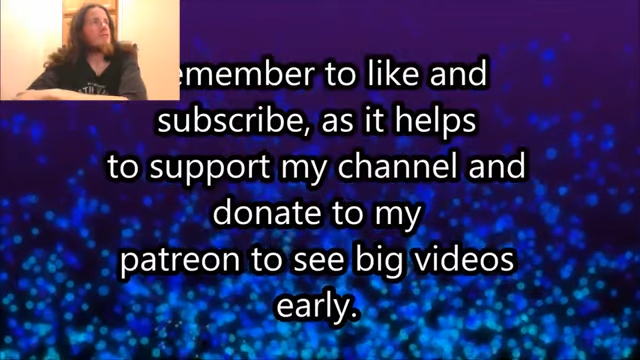 emember to like and
subscribe, as it helps
to support my channel and
donate to my
patreon to see big videos
early.